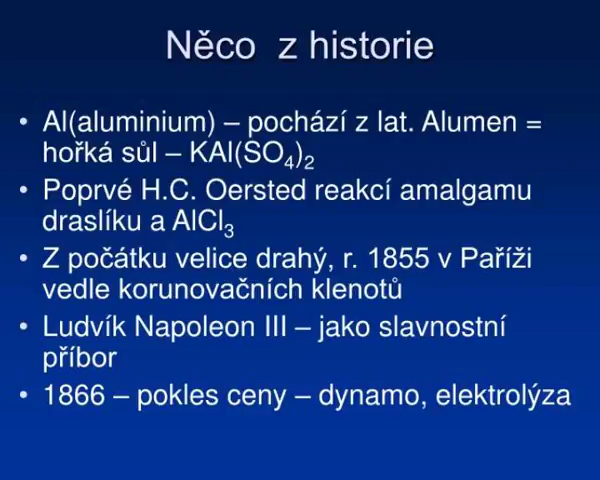 Něco z historie
• Al(aluminium) – pochází z lat. Alumen =
hořká sůl – KAl(SO₄)₂
• Poprvé H.C. Oersted reakcí amalgamu
draslíku a AlCl₃
• Z počátku velice drahý, r. 1855 v Paříži
vedle korunovačních klenotů
• Ludvík Napoleon III – jako slavnostní
příbor
• 1866 – pokles ceny – dynamo, elektrolýza